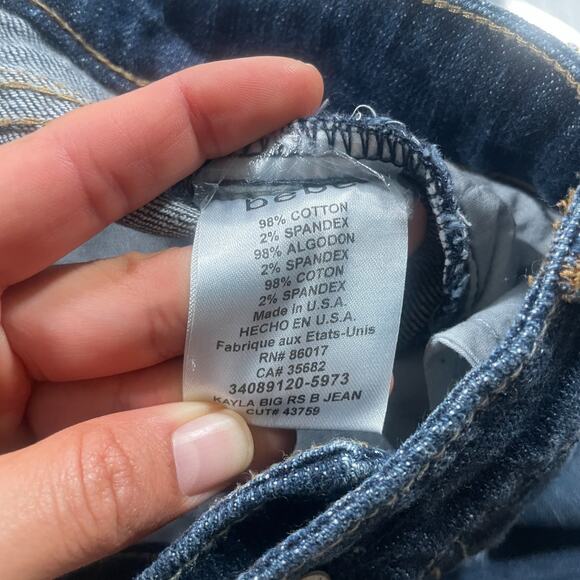 bebe
98% COTTON
2% SPANDEX
98% ALGODON
2% SPANDEX
98% COTON
2% SPANDEX
Made in U.S.A.
HECHO EN U.S.A.
Fabrique aux Etats-Unis
RN# 86017
CA# 35682
34089120-5973
KAYLA BIG RS B JEAN
CUT# 43759